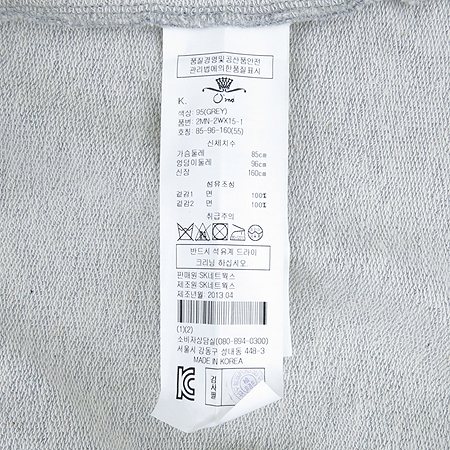 품질경영및공산품안전
관리법에의한품질표시
K.
색상: 95(GREY)
품번: 2MN-2WX15-1
호칭: 85-96-160(55)
신체치수
가슴둘레 85cm
엉덩이둘레 96cm
신장 160cm
섬유조성
겉감1 면 100%
겉감2 면 100%
취급주의
반드시 석유계 드라이
크리닝 하십시오.
판매원:SK네트웍스
제조원:SK네트웍스
제조년월:2013.04
(1)(2)
소비자상담실(080-894-0300)
서울시 강동구 성내동 448-3
MADE IN KOREA
검사필